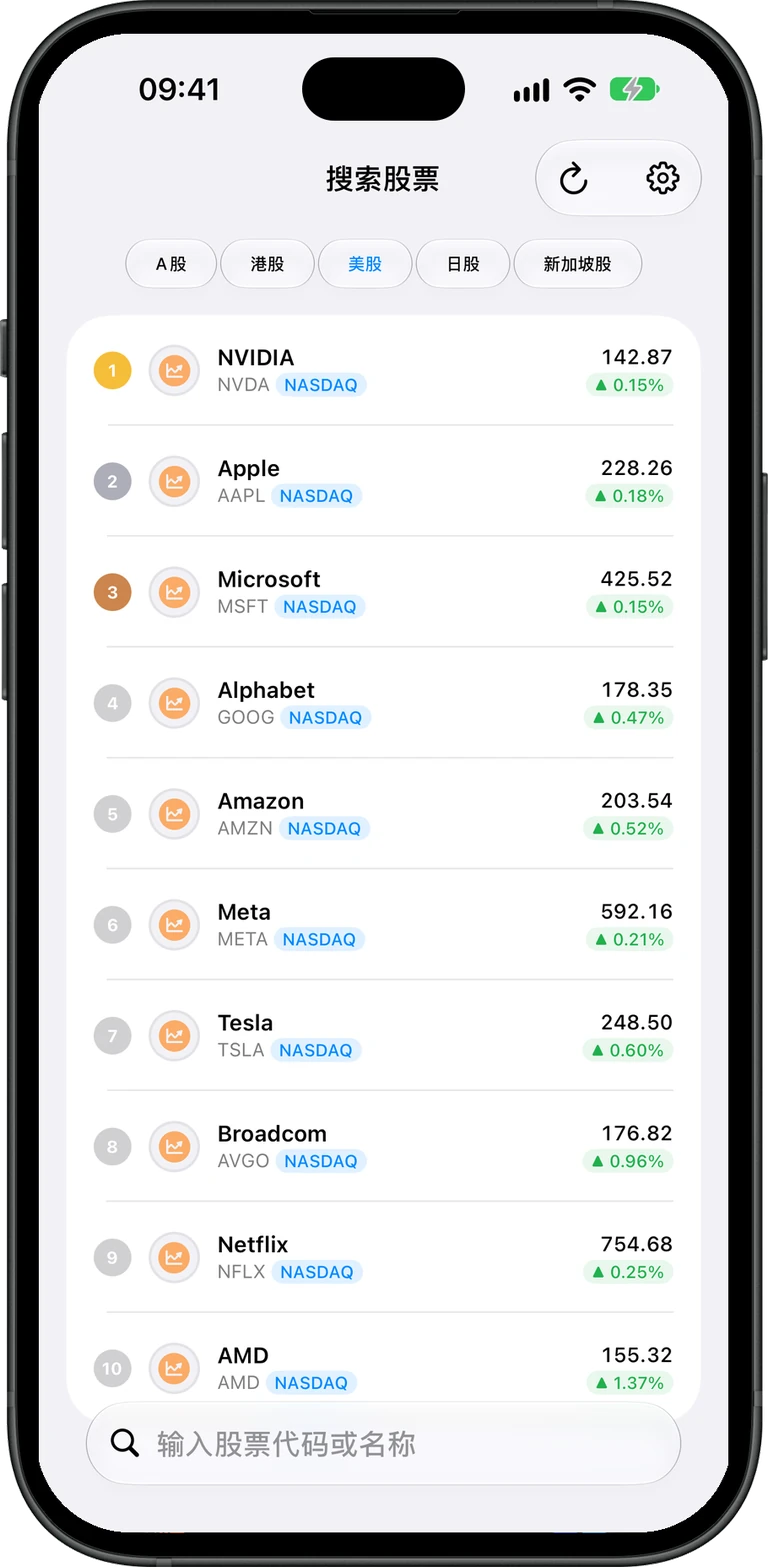 09:41
搜索股票
A股 港股 美股 日股 新加坡股
1 NVIDIA 142.87
NVDA NASDAQ ▲ 0.15%
2 Apple 228.26
AAPL NASDAQ ▲ 0.18%
3 Microsoft 425.52
MSFT NASDAQ ▲ 0.15%
4 Alphabet 178.35
GOOG NASDAQ ▲ 0.47%
5 Amazon 203.54
AMZN NASDAQ ▲ 0.52%
6 Meta 592.16
META NASDAQ ▲ 0.21%
7 Tesla 248.50
TSLA NASDAQ ▲ 0.60%
8 Broadcom 176.82
AVGO NASDAQ ▲ 0.96%
9 Netflix 754.68
NFLX NASDAQ ▲ 0.25%
10 AMD 155.32
AMD NASDAQ ▲ 1.37%
输入股票代码或名称